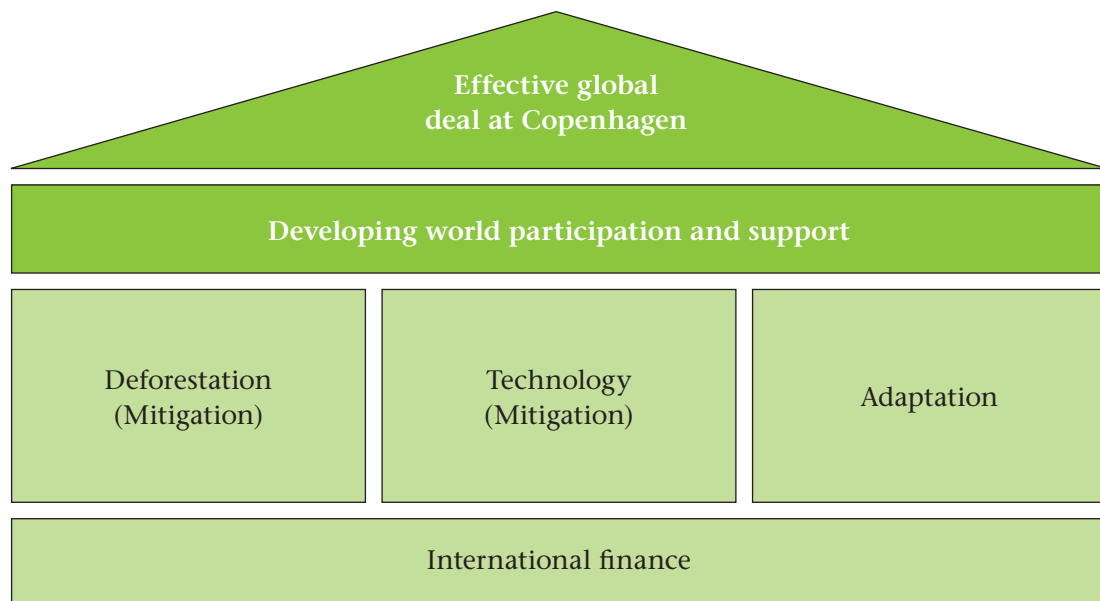 Effective global
deal at Copenhagen
Developing world participation and support
Deforestation
(Mitigation)
Technology
(Mitigation)
Adaptation
International finance